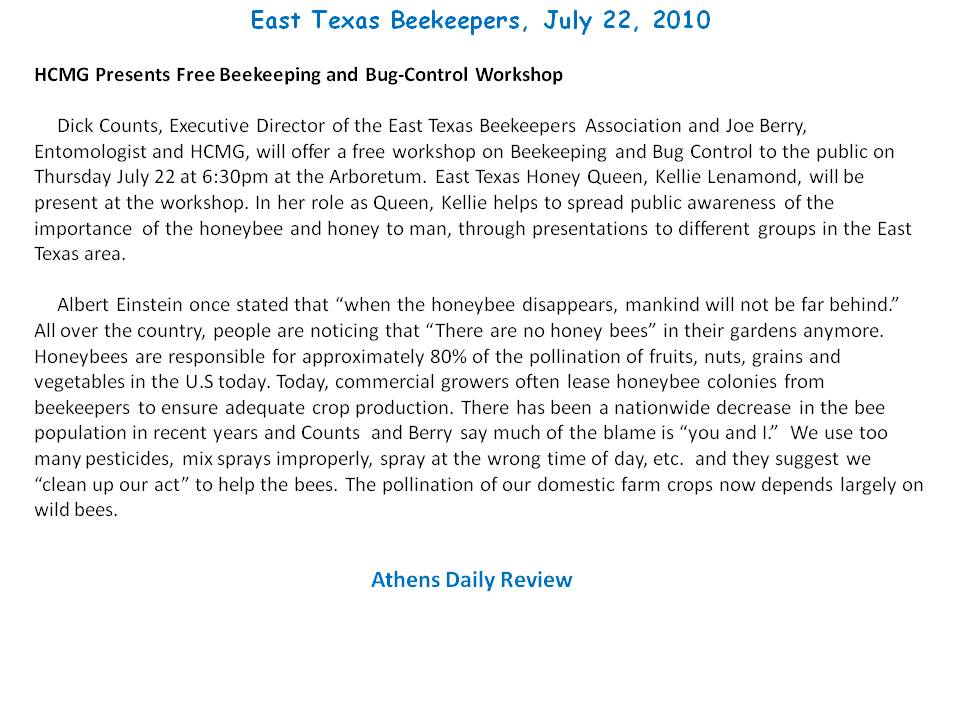 East Texas Beekeepers, July 22, 2010
HCMG Presents Free Beekeeping and Bug-Control Workshop
Dick Counts, Executive Director of the East Texas Beekeepers Association and Joe Berry,
Entomologist and HCMG, will offer a free workshop on Beekeeping and Bug Control to the public on
Thursday July 22 at 6:30pm at the Arboretum. East Texas Honey Queen, Kellie Lenamond, will be
present at the workshop. In her role as Queen, Kellie helps to spread public awareness of the
importance of the honeybee and honey to man, through presentations to different groups in the East
Texas area.
Albert Einstein once stated that “when the honeybee disappears, mankind will not be far behind.”
All over the country, people are noticing that “There are no honey bees” in their gardens anymore.
Honeybees are responsible for approximately 80% of the pollination of fruits, nuts, grains and
vegetables in the U.S today. Today, commercial growers often lease honeybee colonies from
beekeepers to ensure adequate crop production. There has been a nationwide decrease in the bee
population in recent years and Counts and Berry say much of the blame is “you and I.” We use too
many pesticides, mix sprays improperly, spray at the wrong time of day, etc. and they suggest we
“clean up our act” to help the bees. The pollination of our domestic farm crops now depends largely on
wild bees.
Athens Daily Review